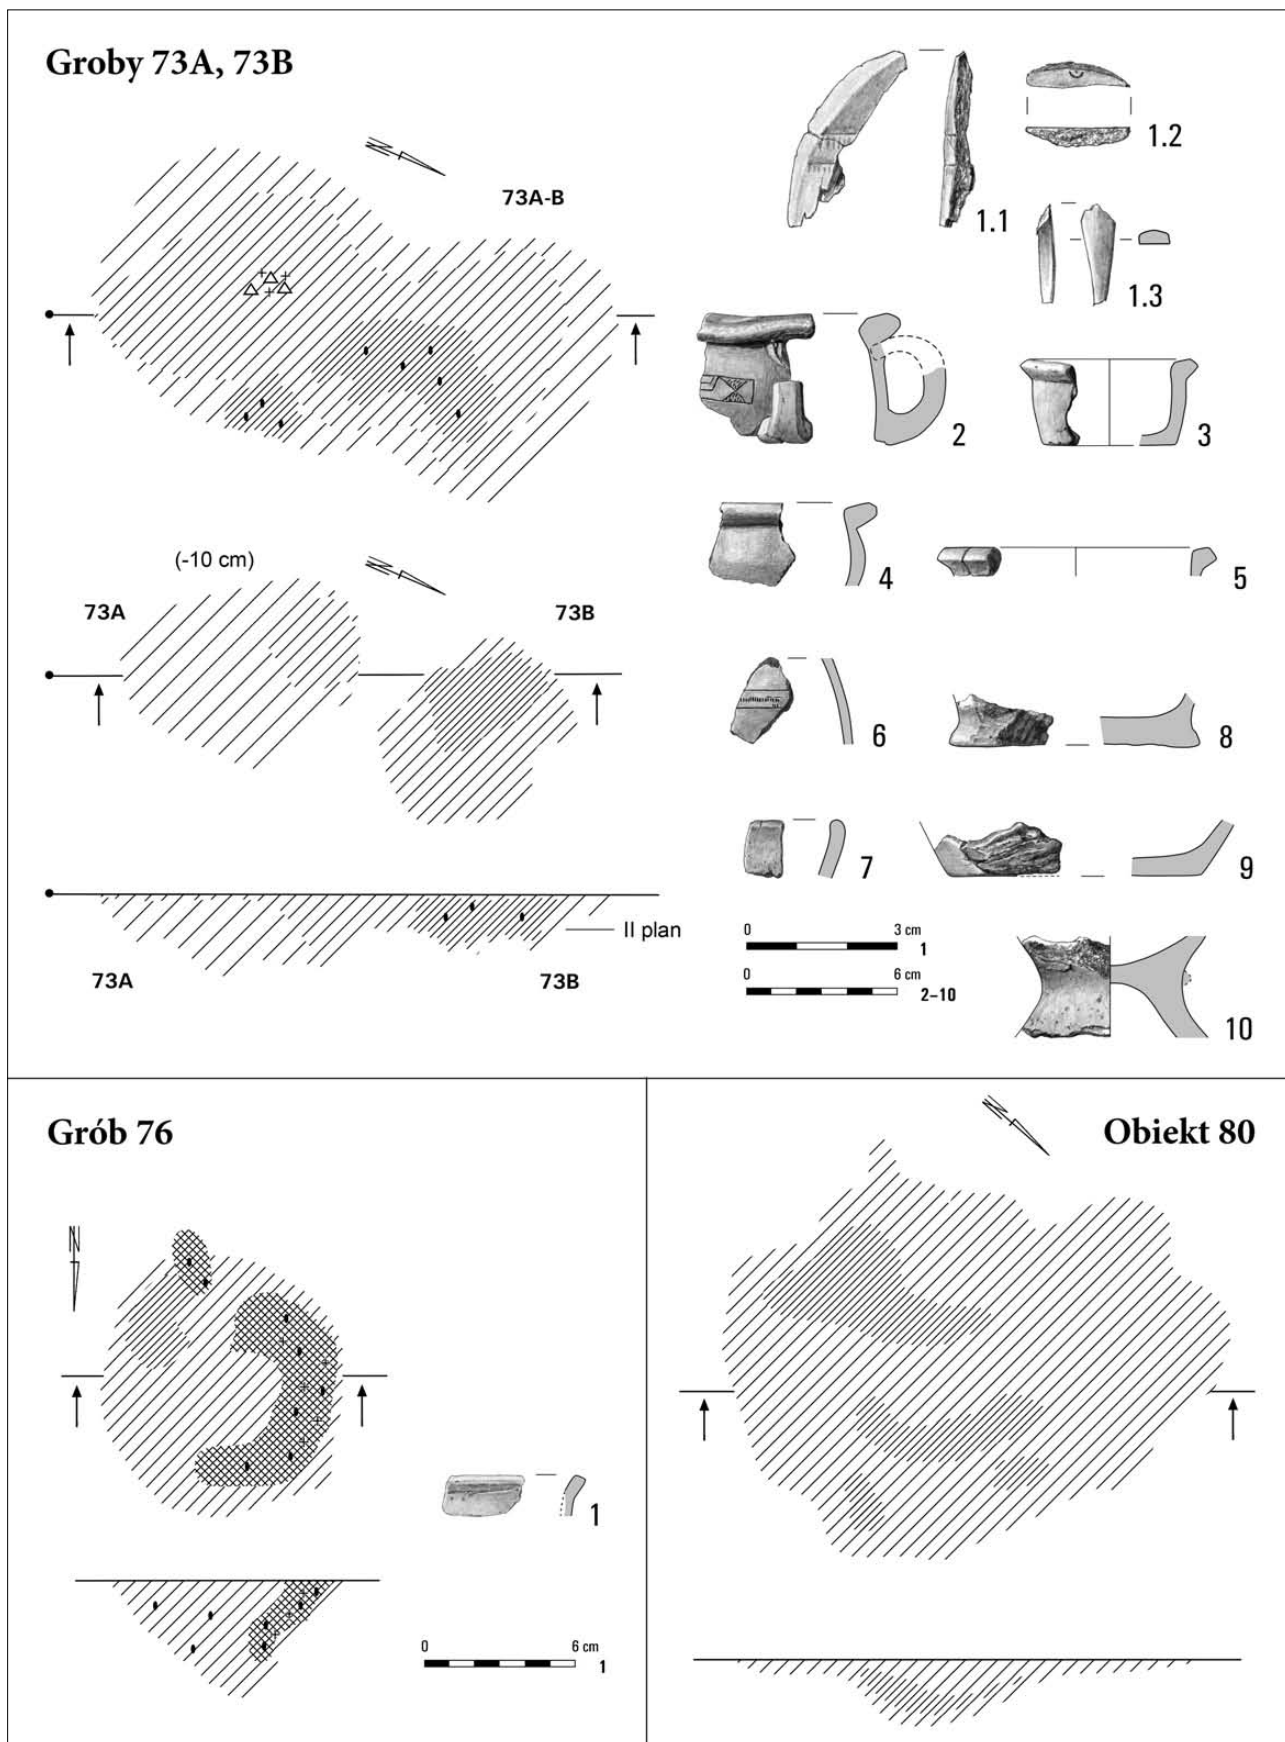 Groby 73A, 73B
N
73A-B
1.1
1.2
1.3
2
3
(-10 cm)
N
73A
73B
4
5
6
8
7
9
II plan
73A
73B
0 3 cm
1
0 6 cm
2–10
10
Grób 76
N
1
0 6 cm
1
Obiekt 80
N